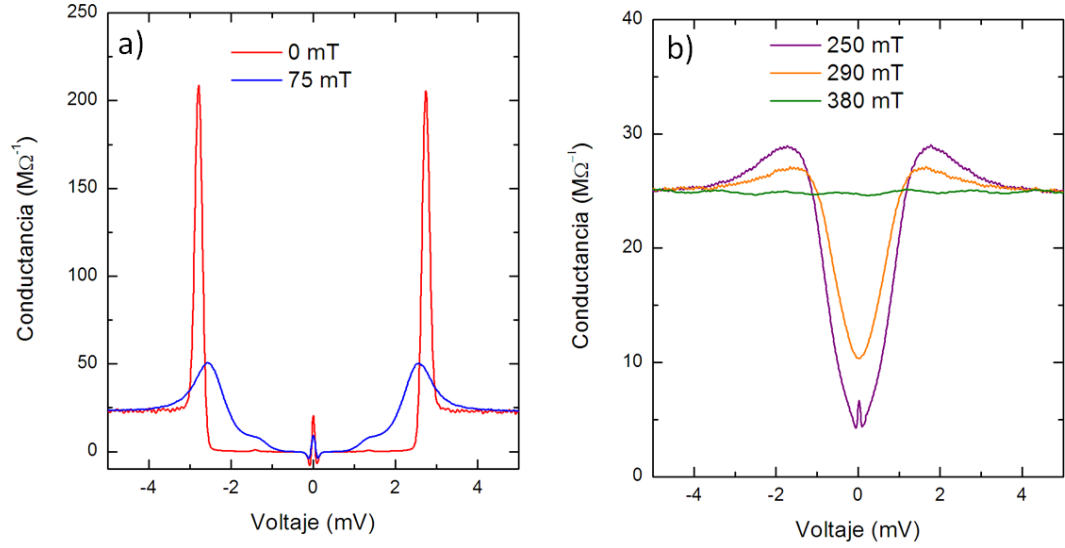 a)
0 mT
75 mT
250
200
150
100
50
0
Conductancia (MΩ⁻¹)
-4
-2
0
2
4
Voltaje (mV)
b)
250 mT
290 mT
380 mT
40
30
20
10
0
Conductancia (MΩ⁻¹)
-4
-2
0
2
4
Voltaje (mV)